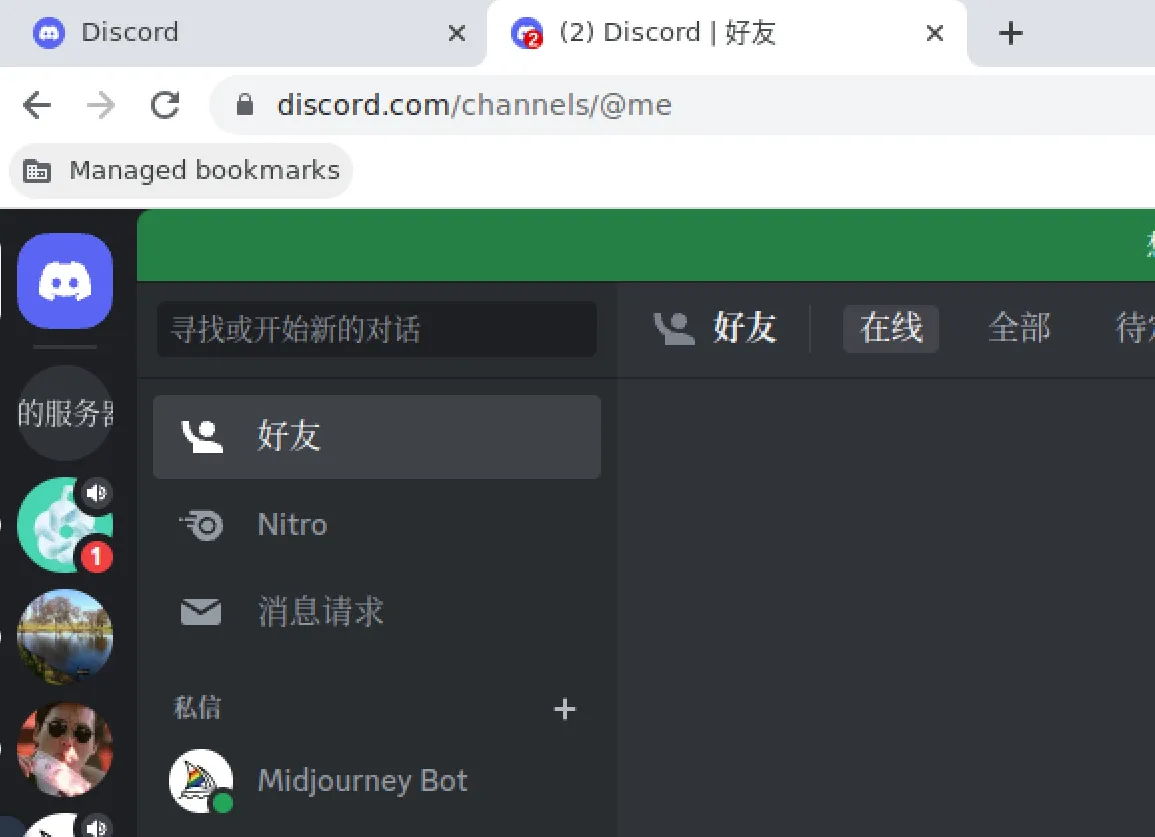 Discord
(2) Discord | 好友
discord.com/channels/@me
Managed bookmarks
寻找或开始新的对话
好友
在线
全部
的服务器
好友
1
Nitro
消息请求
私信
Midjourney Bot